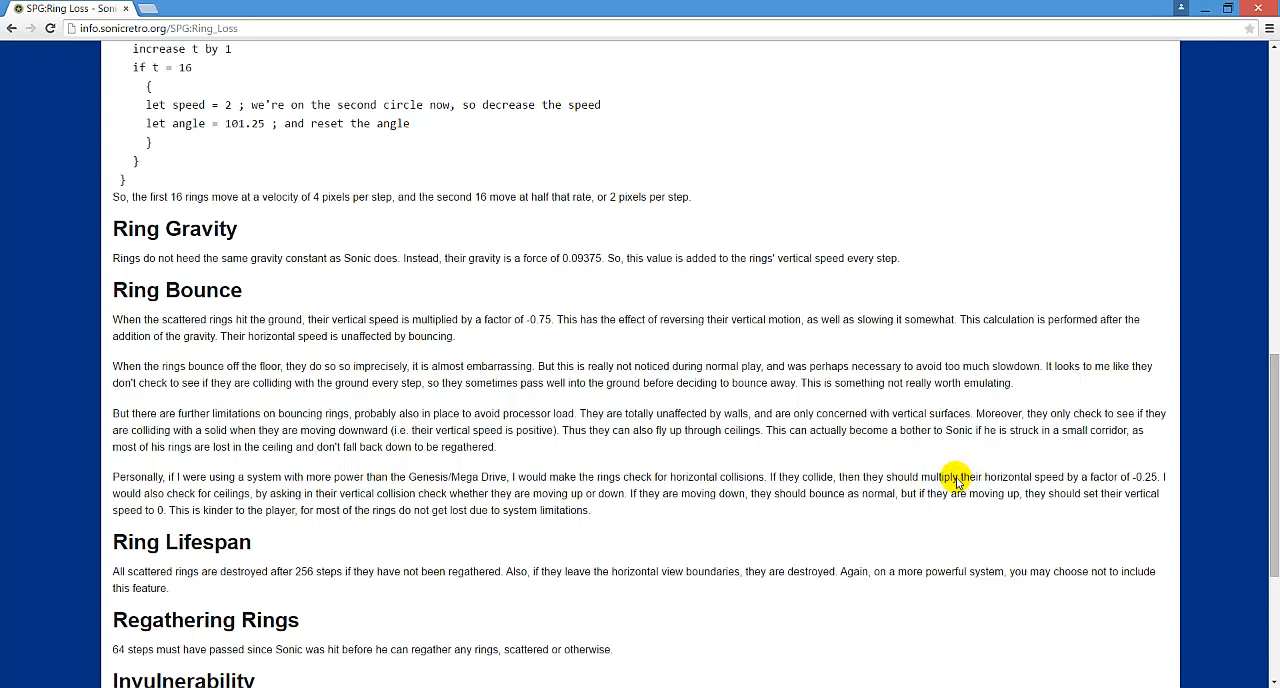 SPG:Ring Loss - Soni
info.sonicretro.org/SPG:Ring_Loss
increase t by 1
if t = 16
{
let speed = 2 ; we're on the second circle now, so decrease the speed
let angle = 101.25 ; and reset the angle
}
}
}
So, the first 16 rings move at a velocity of 4 pixels per step, and the second 16 move at half that rate, or 2 pixels per step.
Ring Gravity
Rings do not heed the same gravity constant as Sonic does. Instead, their gravity is a force of 0.09375. So, this value is added to the rings' vertical speed every step.
Ring Bounce
When the scattered rings hit the ground, their vertical speed is multiplied by a factor of -0.75. This has the effect of reversing their vertical motion, as well as slowing it somewhat. This calculation is performed after the
addition of the gravity. Their horizontal speed is unaffected by bouncing.
When the rings bounce off the floor, they do so so imprecisely, it is almost embarrassing. But this is really not noticed during normal play, and was perhaps necessary to avoid too much slowdown. It looks to me like they
don't check to see if they are colliding with the ground every step, so they sometimes pass well into the ground before deciding to bounce away. This is something not really worth emulating.
But there are further limitations on bouncing rings, probably also in place to avoid processor load. They are totally unaffected by walls, and are only concerned with vertical surfaces. Moreover, they only check to see if they
are colliding with a solid when they are moving downward (i.e. their vertical speed is positive). Thus they can also fly up through ceilings. This can actually become a bother to Sonic if he is struck in a small corridor, as
most of his rings are lost in the ceiling and don't fall back down to be regathered.
Personally, if I were using a system with more power than the Genesis/Mega Drive, I would make the rings check for horizontal collisions. If they collide, then they should multiply their horizontal speed by a factor of -0.25. I
would also check for ceilings, by asking in their vertical collision check whether they are moving up or down. If they are moving down, they should bounce as normal, but if they are moving up, they should set their vertical
speed to 0. This is kinder to the player, for most of the rings do not get lost due to system limitations.
Ring Lifespan
All scattered rings are destroyed after 256 steps if they have not been regathered. Also, if they leave the horizontal view boundaries, they are destroyed. Again, on a more powerful system, you may choose not to include
this feature.
Regathering Rings
64 steps must have passed since Sonic was hit before he can regather any rings, scattered or otherwise.
Invulnerability